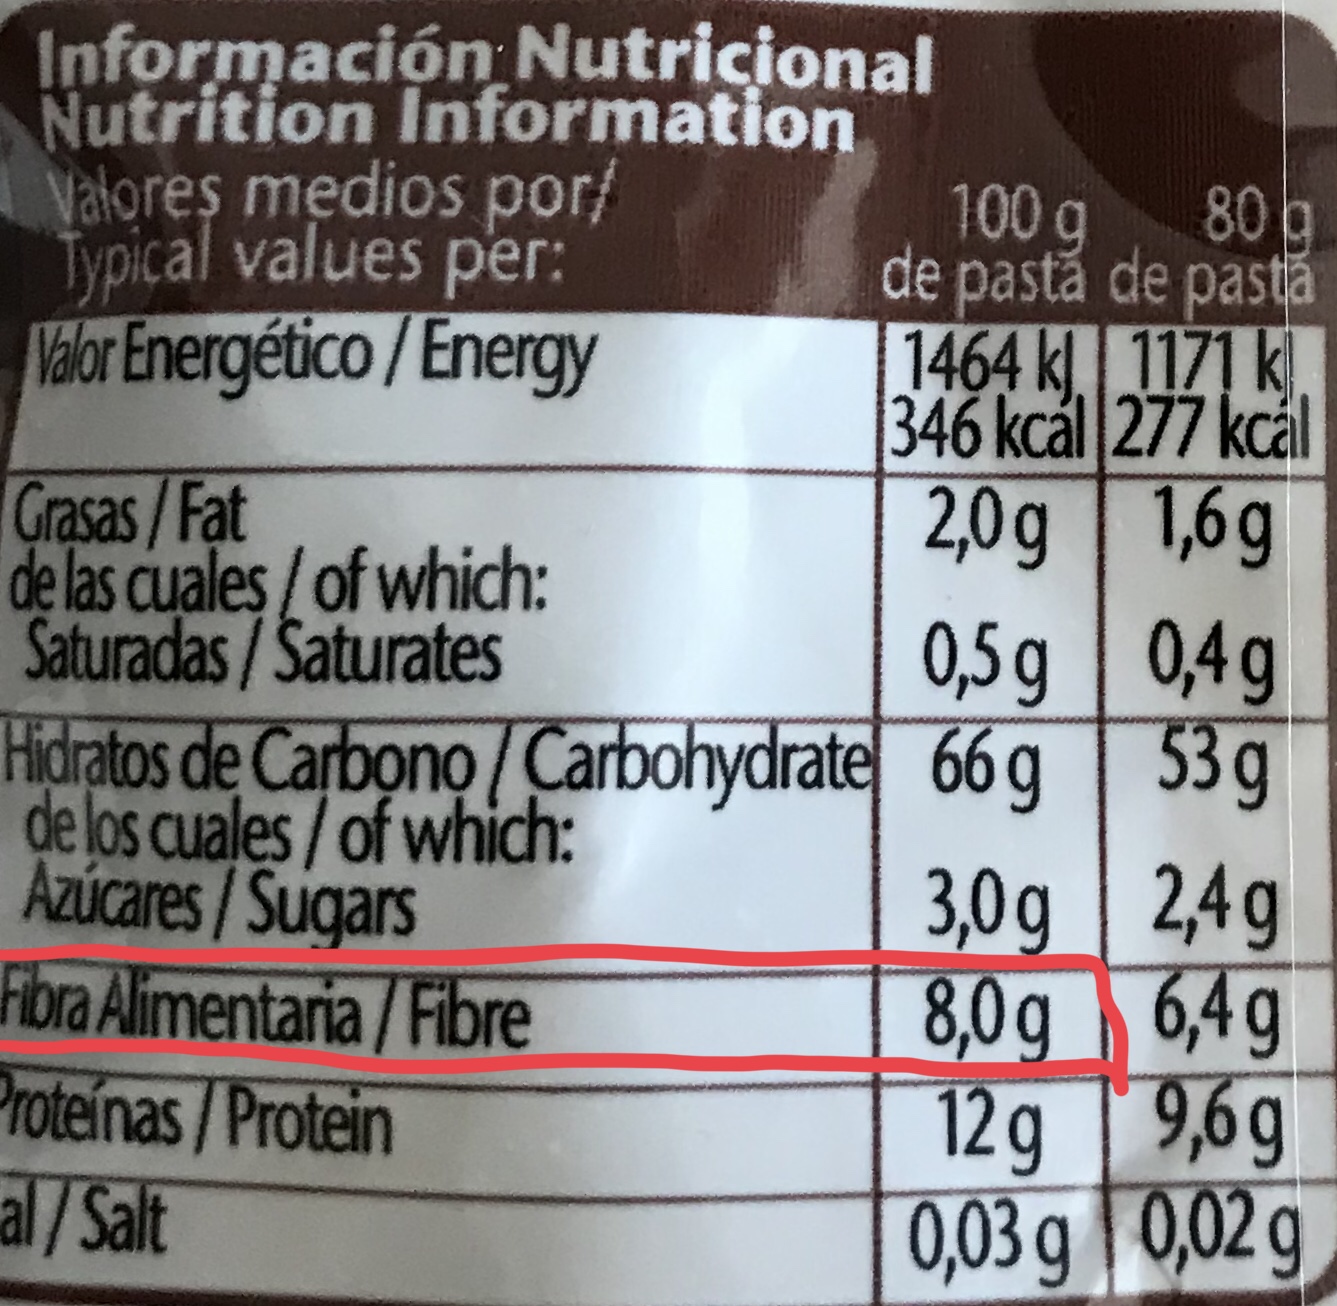 Información Nutricional
Nutrition Information
Valores medios por/
Typical values per:
100 g
de pasta
80 g
de pasta
Valor Energético / Energy 1464 kJ 1171 kJ
346 kcal 277 kcal
Grasas / Fat 2,0 g 1,6 g
de las cuales / of which:
Saturadas / Saturates 0,5 g 0,4 g
Hidratos de Carbono / Carbohydrate 66 g 53 g
de los cuales / of which:
Azúcares / Sugars 3,0 g 2,4 g
Fibra Alimentaria / Fibre 8,0 g 6,4 g
Proteínas / Protein 12 g 9,6 g
al / Salt 0,03 g 0,02 g